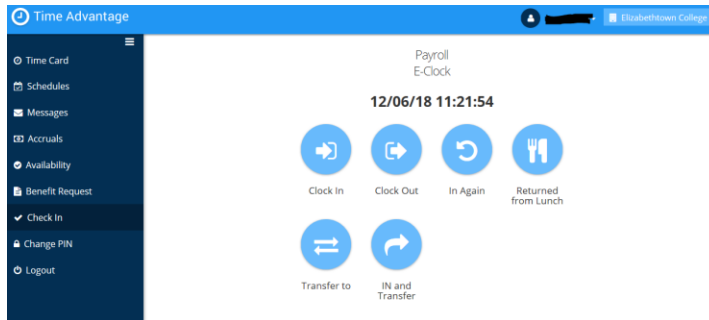 Time Advantage
Elizabethtown College
Time Card
Schedules
Messages
Accruals
Availability
Benefit Request
Check In
Change PIN
Logout
Payroll
E-Clock
12/06/18 11:21:54
Clock In
Clock Out
In Again
Returned
from Lunch
Transfer to
IN and
Transfer